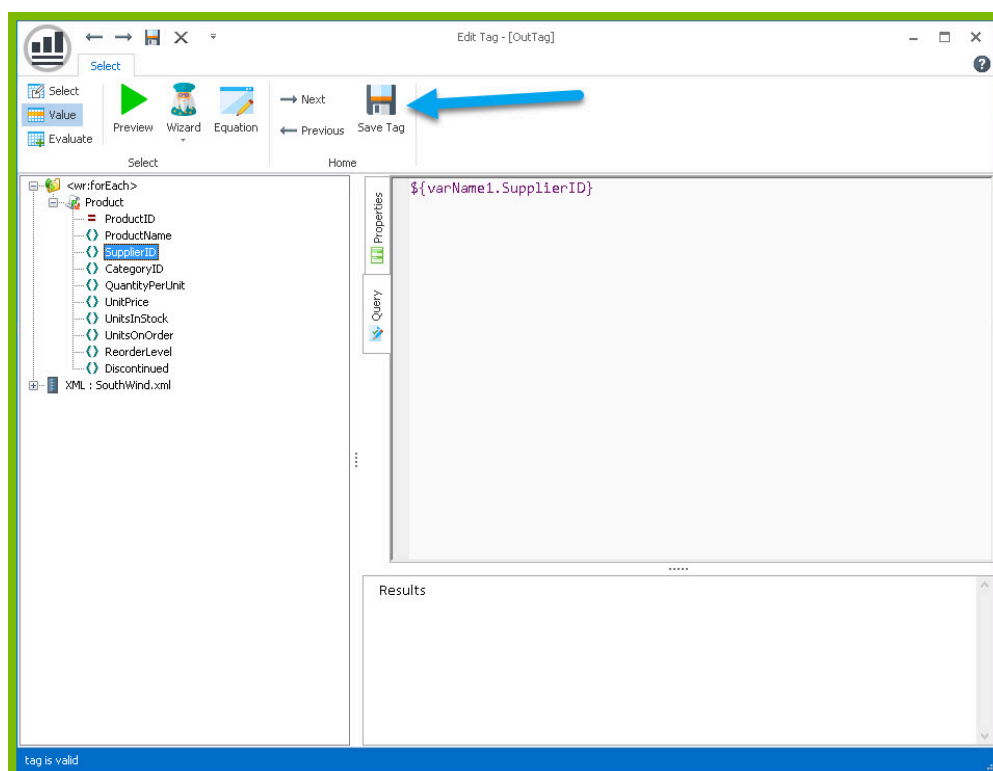 Edit Tag - [OutTag]
Select
Select
Value
Evaluate
Preview
Wizard
Equation
Next
Previous
Save Tag
Select
Home
<wr:forEach>
Product
ProductID
ProductName
SupplierID
CategoryID
QuantityPerUnit
UnitPrice
UnitsInStock
UnitsOnOrder
ReorderLevel
Discontinued
XML : SouthWind.xml
Properties
Query
${varName1.SupplierID}
Results
tag is valid